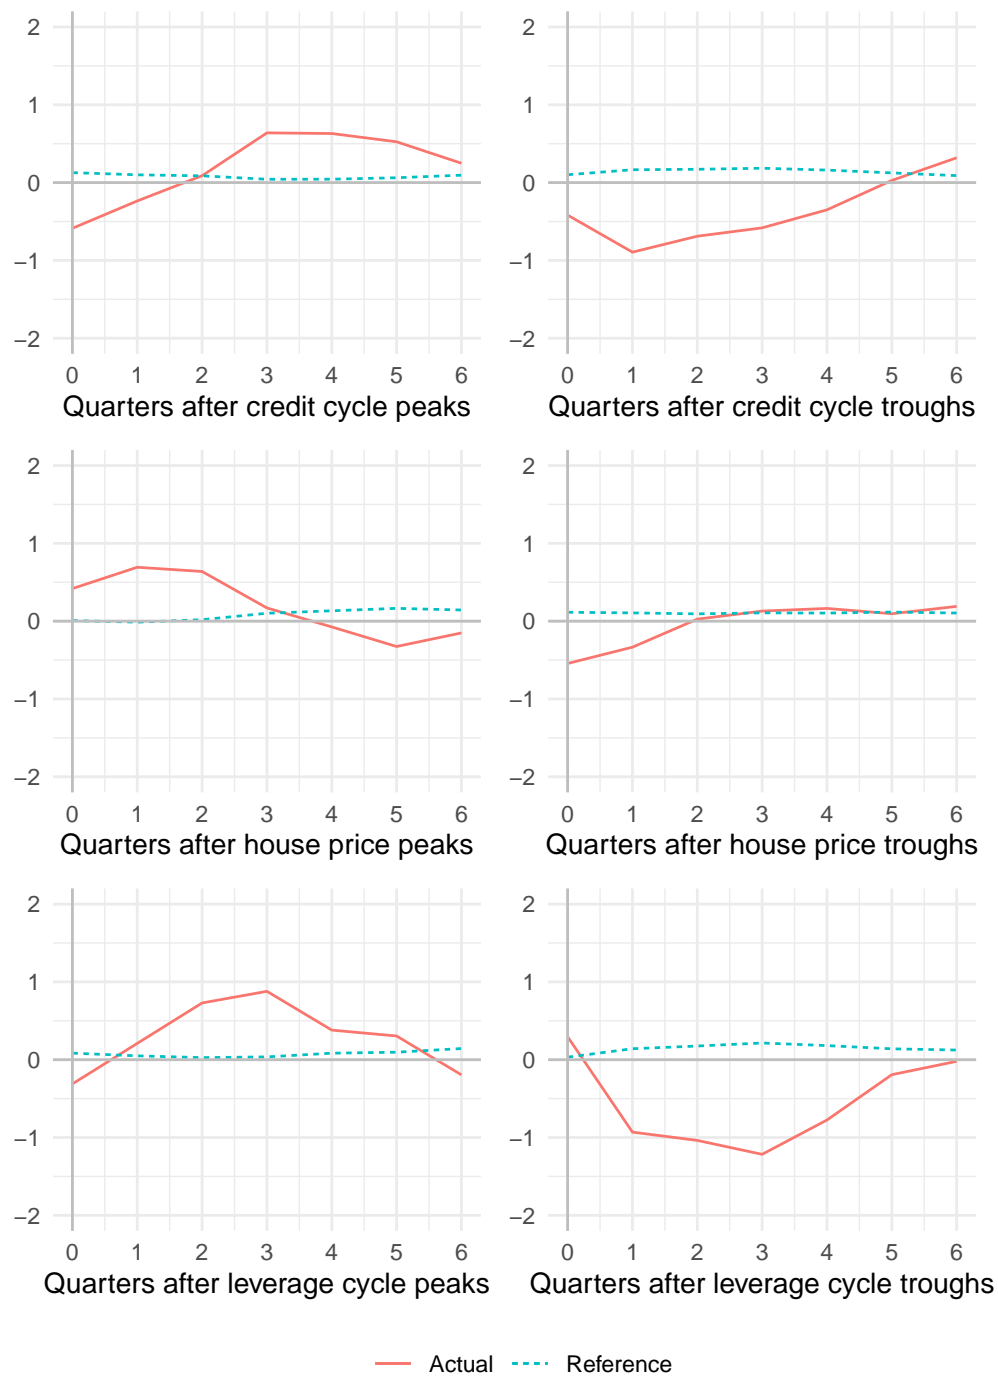 2
1
0
−1
−2
0 1 2 3 4 5 6
Quarters after credit cycle peaks
2
1
0
−1
−2
0 1 2 3 4 5 6
Quarters after credit cycle troughs
2
1
0
−1
−2
0 1 2 3 4 5 6
Quarters after house price peaks
2
1
0
−1
−2
0 1 2 3 4 5 6
Quarters after house price troughs
2
1
0
−1
−2
0 1 2 3 4 5 6
Quarters after leverage cycle peaks
2
1
0
−1
−2
0 1 2 3 4 5 6
Quarters after leverage cycle troughs
Actual Reference